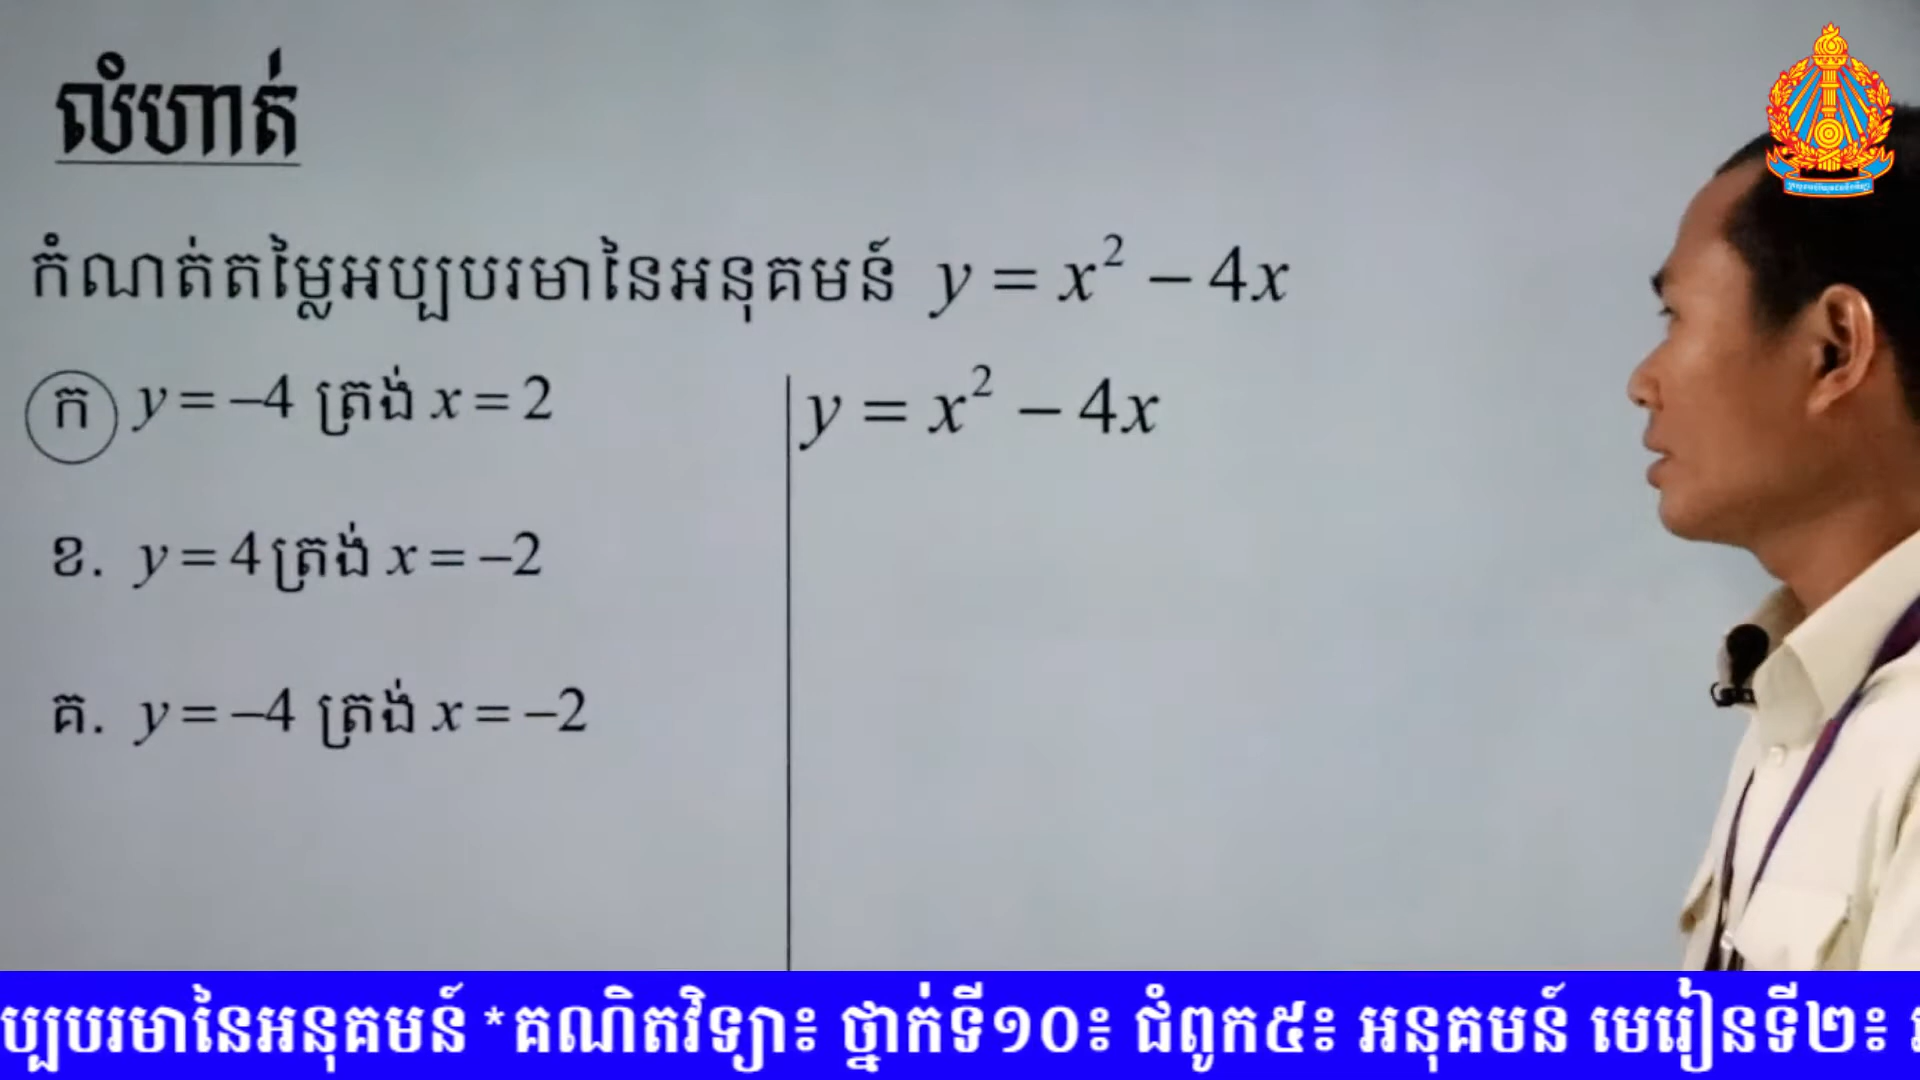 លំហាត់
កំណត់តម្លៃអប្បបរមានៃអនុគមន៍ y = x² − 4x
ក y = −4 ត្រង់ x = 2
ខ. y = 4 ត្រង់ x = −2
គ. y = −4 ត្រង់ x = −2
y = x² − 4x
ប្បបរមានៃអនុគមន៍ *គណិតវិទ្យា៖ ថ្នាក់ទី១០៖ ជំពូក៥៖ អនុគមន៍ មេរៀនទី២៖